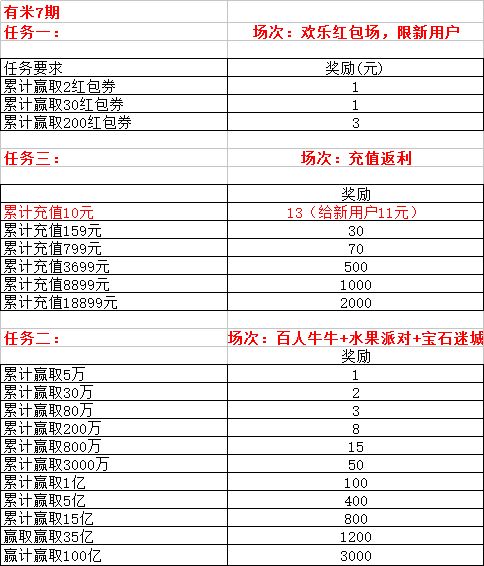 有米7期
任务一： 场次：欢乐红包场，限新用户
任务要求 奖励(元)
累计赢取2红包券 1
累计赢取30红包券 1
累计赢取200红包券 3
任务三： 场次：充值返利
奖励
累计充值10元 13（给新用户11元）
累计充值159元 30
累计充值799元 70
累计充值3699元 500
累计充值8899元 1000
累计充值18899元 2000
任务二： 场次：百人牛牛+水果派对+宝石迷城
奖励
累计赢取5万 1
累计赢取30万 2
累计赢取80万 3
累计赢取200万 8
累计赢取800万 15
累计赢取3000万 50
累计赢取1亿 100
累计赢取5亿 400
累计赢取15亿 800
赢取赢取35亿 1200
赢计赢取100亿 3000